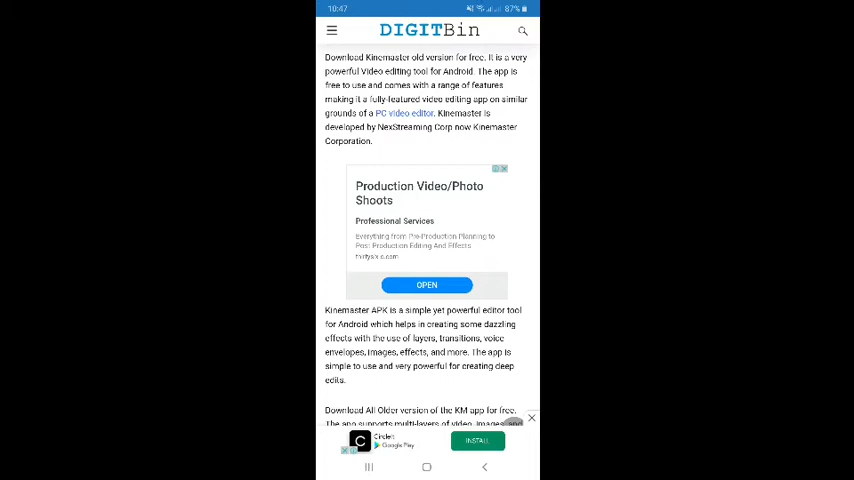 10:47
87%
DIGITBin
Download Kinemaster old version for free. It is a very
powerful Video editing tool for Android. The app is
free to use and comes with a range of features
making it a fully-featured video editing app on similar
grounds of a PC video editor. Kinemaster is
developed by NexStreaming Corp now Kinemaster
Corporation.
Production Video/Photo
Shoots
Professional Services
Everything from Pre-Production Planning to
Post Production Editing And Effects
OPEN
Kinemaster APK is a simple yet powerful editor tool
for Android which helps in creating some dazzling
effects with the use of layers, transitions, voice
envelopes, images, effects, and more. The app is
simple to use and very powerful for creating deep
edits.
Download All Older version of the KM app for free.
The app supports multi-layers of video, images, and
CircleIt
Google Play
INSTALL